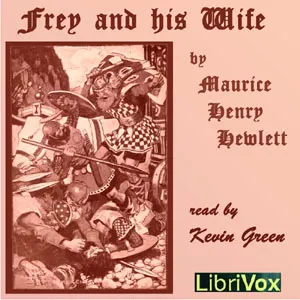 Frey and his Wife
by
Maurice
Henry
Hewlett
read by
Kevin Green
LibriVox